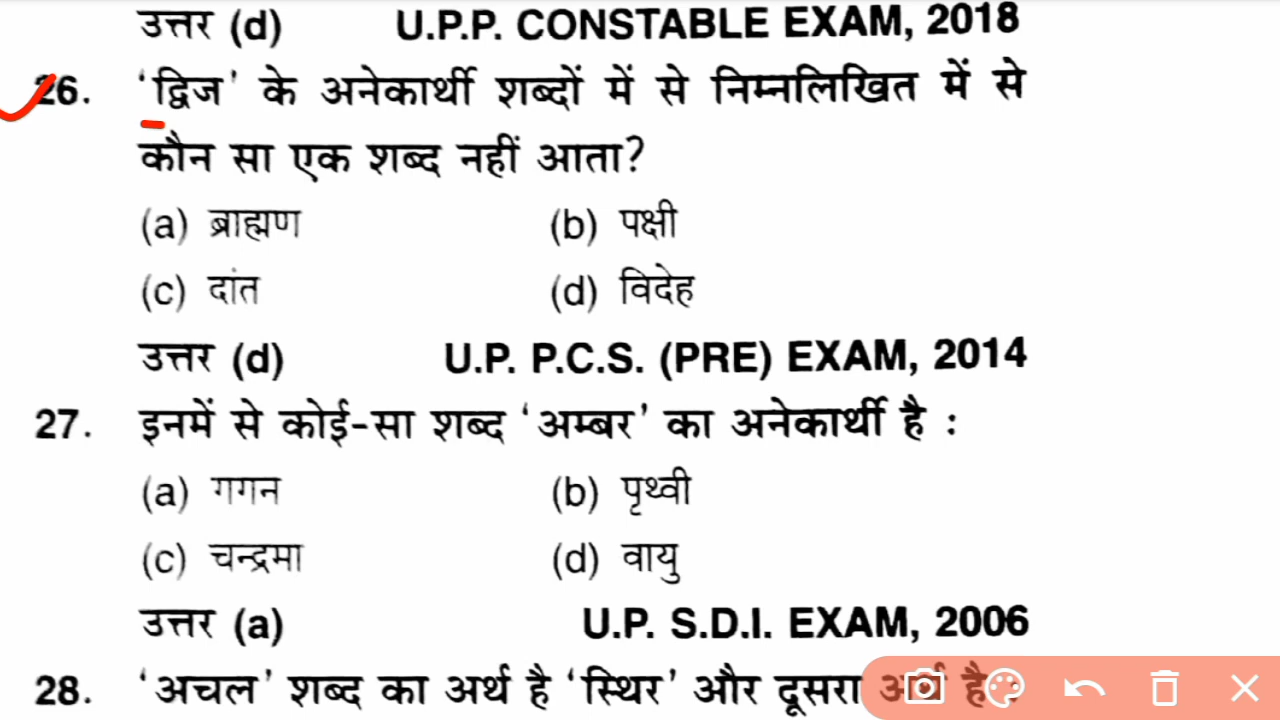 उत्तर (d) U.P.P. CONSTABLE EXAM, 2018
26. 'द्विज' के अनेकार्थी शब्दों में से निम्नलिखित में से
कौन सा एक शब्द नहीं आता?
(a) ब्राह्मण (b) पक्षी
(c) दांत (d) विदेह
उत्तर (d) U.P. P.C.S. (PRE) EXAM, 2014
27. इनमें से कोई-सा शब्द 'अम्बर' का अनेकार्थी है :
(a) गगन (b) पृथ्वी
(c) चन्द्रमा (d) वायु
उत्तर (a) U.P. S.D.I. EXAM, 2006
28. 'अचल' शब्द का अर्थ है 'स्थिर' और दूसरा अर्थ है :